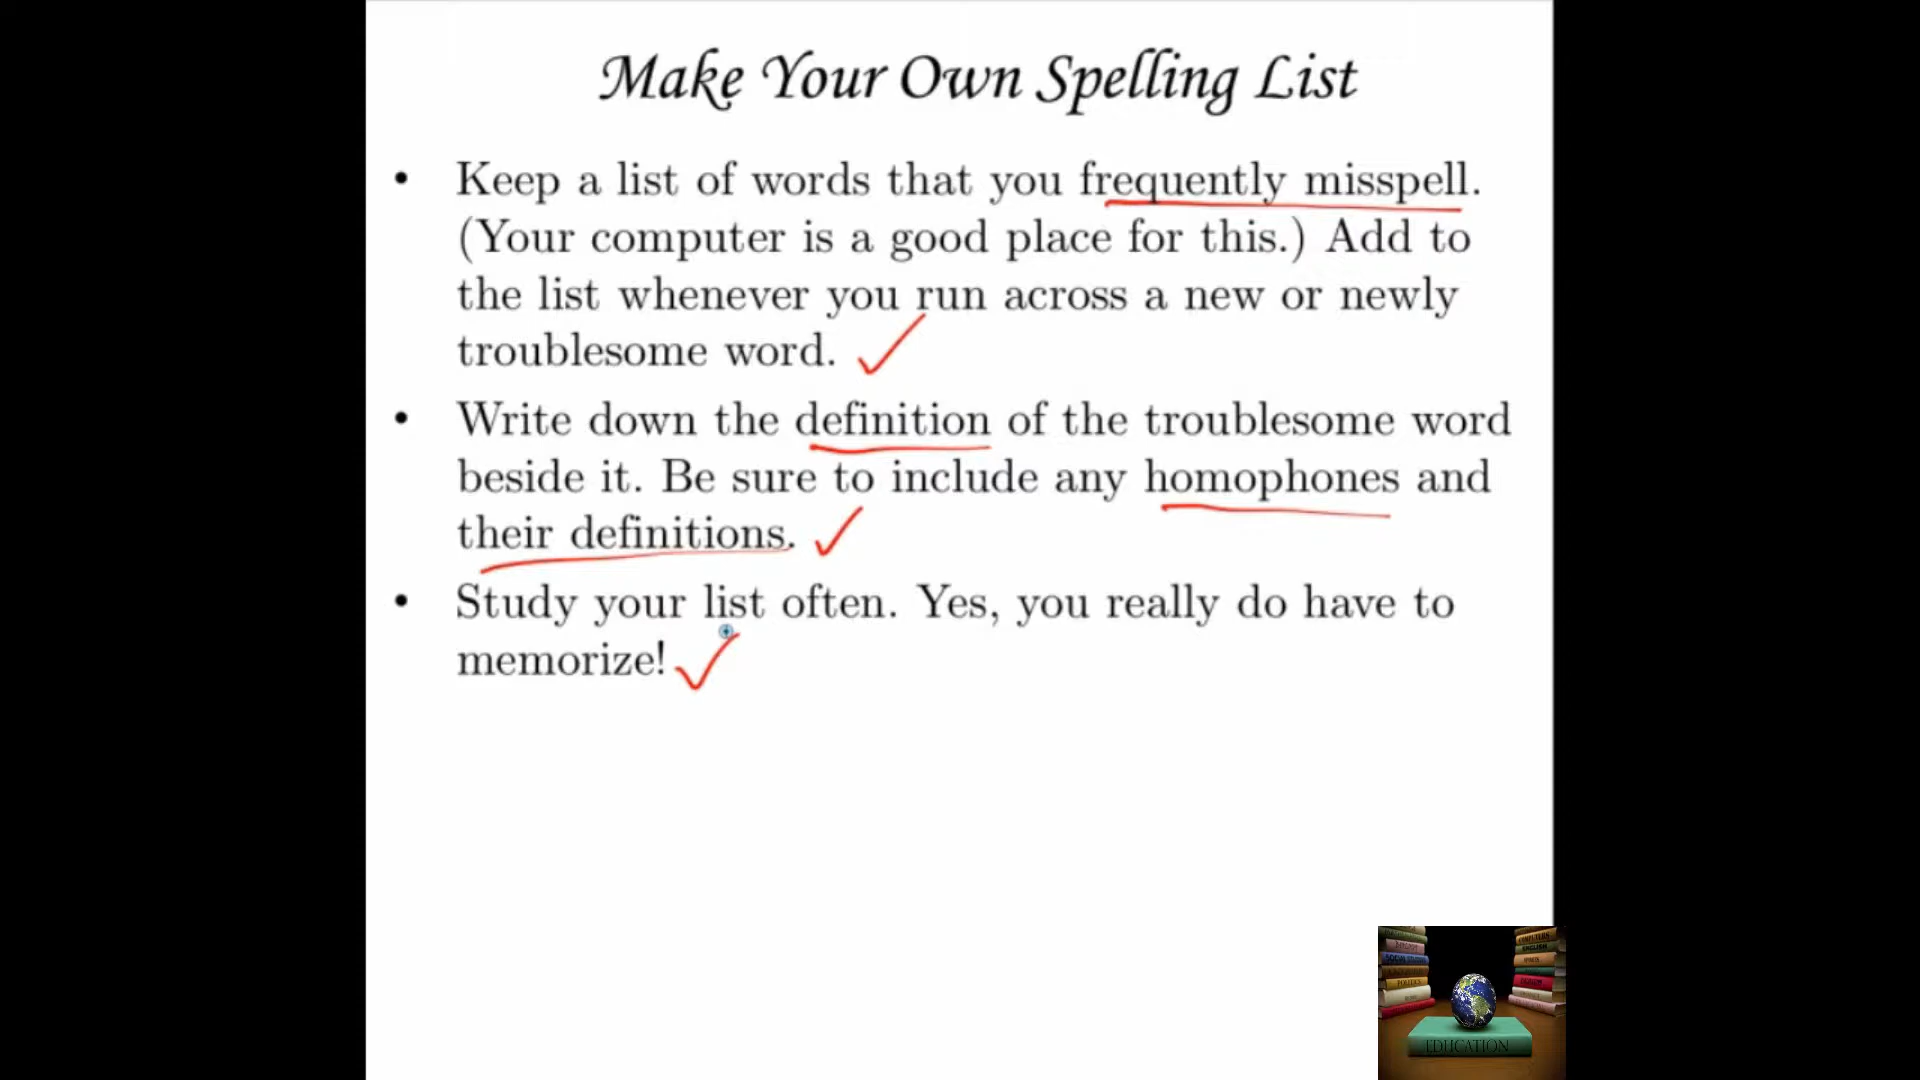 Make Your Own Spelling List
• Keep a list of words that you frequently misspell.
(Your computer is a good place for this.) Add to
the list whenever you run across a new or newly
troublesome word.
• Write down the definition of the troublesome word
beside it. Be sure to include any homophones and
their definitions.
• Study your list often. Yes, you really do have to
memorize!
COMPUTERS
ENGLISH
POLITICS
EDUCATION